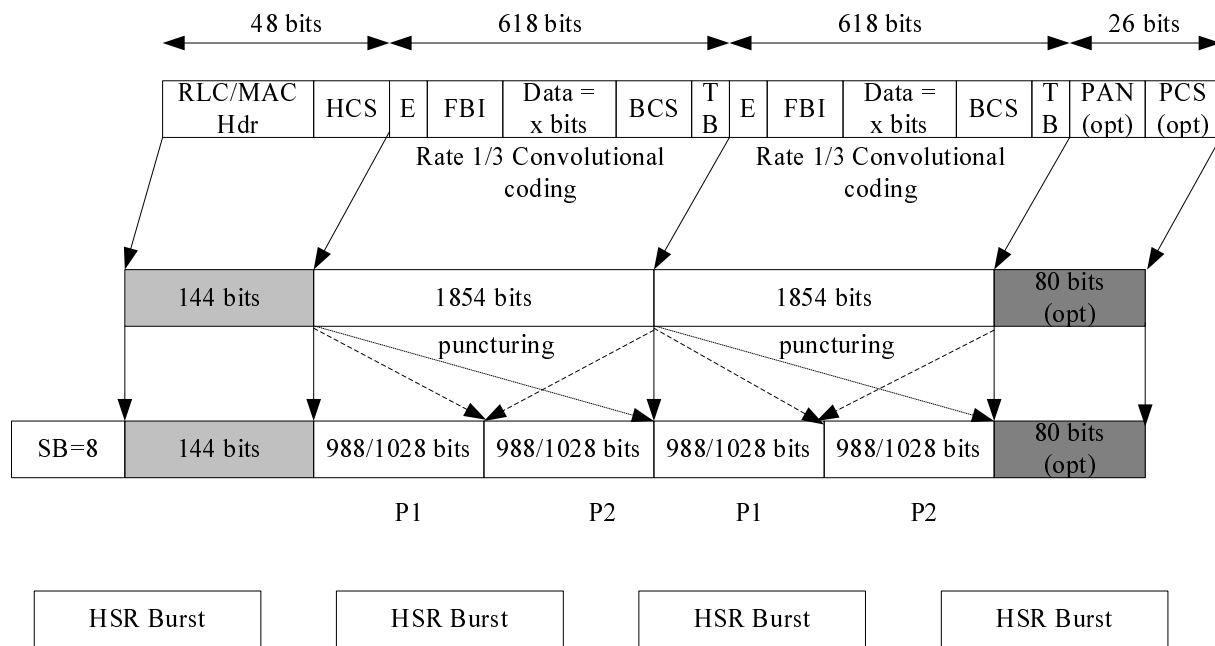 48 bits
618 bits
618 bits
26 bits
RLC/MAC
Hdr
HCS
E
FBI
Data =
x bits
BCS
T
B
E
FBI
Data =
x bits
BCS
T
B
PAN
(opt)
PCS
(opt)
Rate 1/3 Convolutional
coding
Rate 1/3 Convolutional
coding
144 bits
1854 bits
1854 bits
80 bits
(opt)
puncturing
puncturing
SB=8
144 bits
988/1028 bits
988/1028 bits
988/1028 bits
988/1028 bits
80 bits
(opt)
P1
P2
P1
P2
HSR Burst
HSR Burst
HSR Burst
HSR Burst